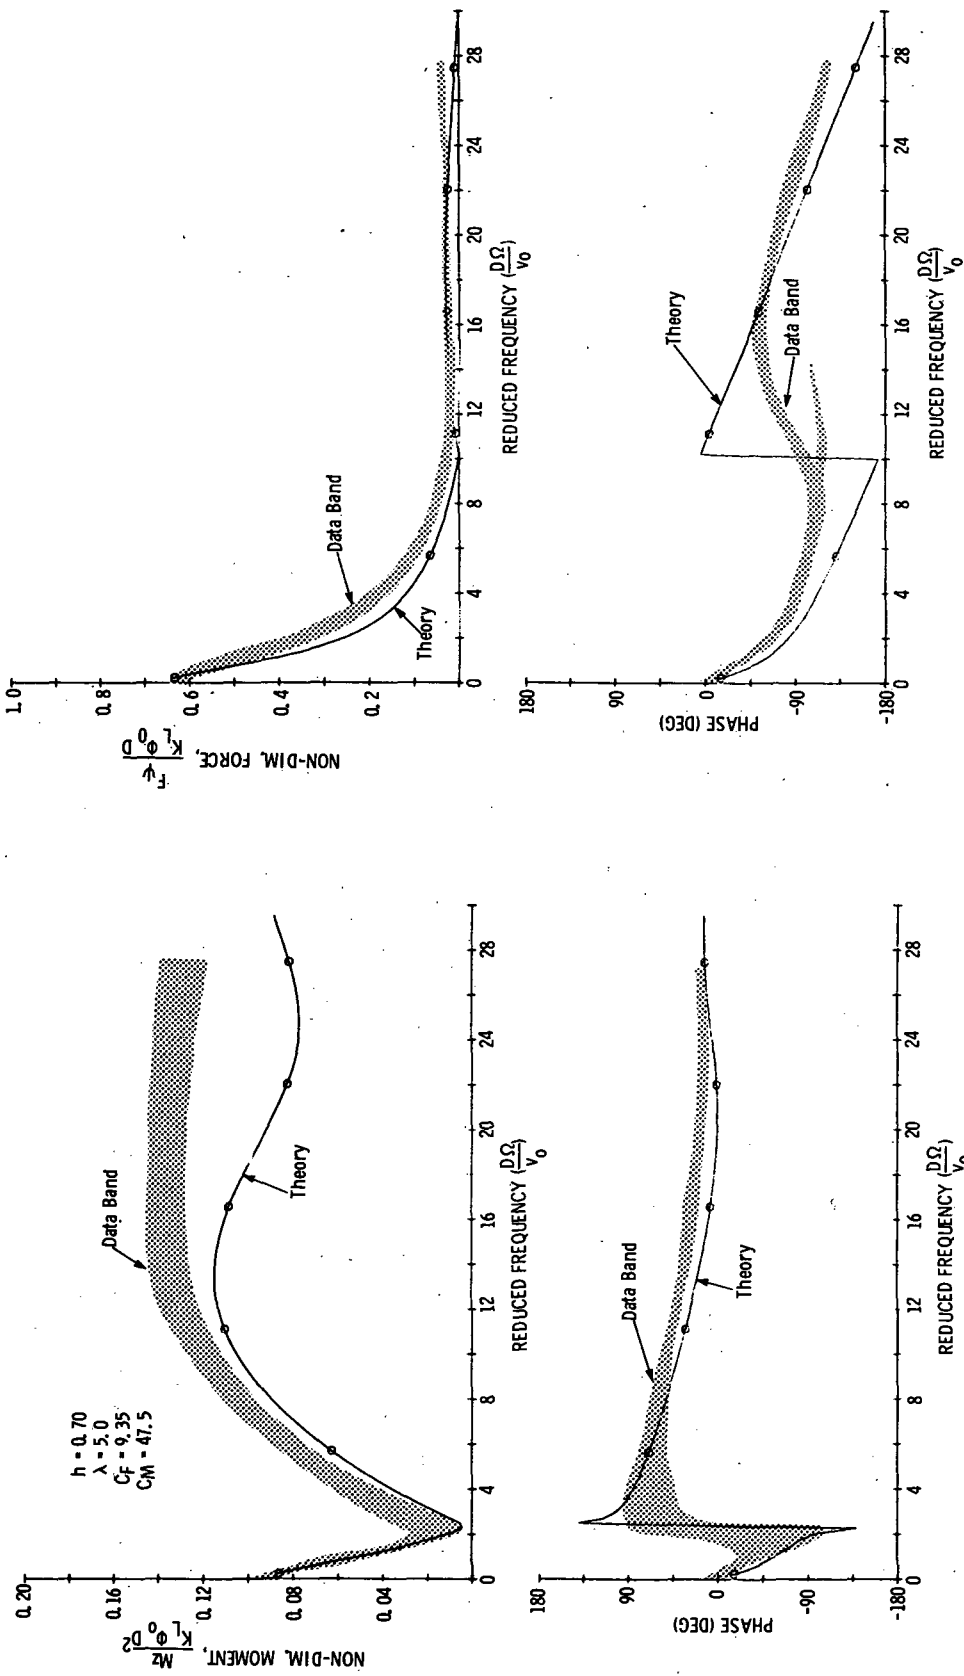 h = 0.70
λ = 5.0
C_F = 9.35
C_M = 47.5
NON-DIM. MOMENT, M_Z / K_L Φ_0 D^2
0.20
0.16
0.12
0.08
0.04
0 4 8 12 16 20 24 28
REDUCED FREQUENCY (DΩ / V_0)
Data Band
Theory
PHASE (DEG)
180
90
0
-90
-180
0 4 8 12 16 20 24 28
REDUCED FREQUENCY (DΩ / V_0)
Data Band
Theory
NON-DIM. FORCE, F_ψ / K_L Φ_0 D
1.0
0.8
0.6
0.4
0.2
0 4 8 12 16 20 24 28
REDUCED FREQUENCY (DΩ / V_0)
Data Band
Theory
PHASE (DEG)
180
90
0
-90
-180
0 4 8 12 16 20 24 28
REDUCED FREQUENCY (DΩ / V_0)
Theory
Data Band